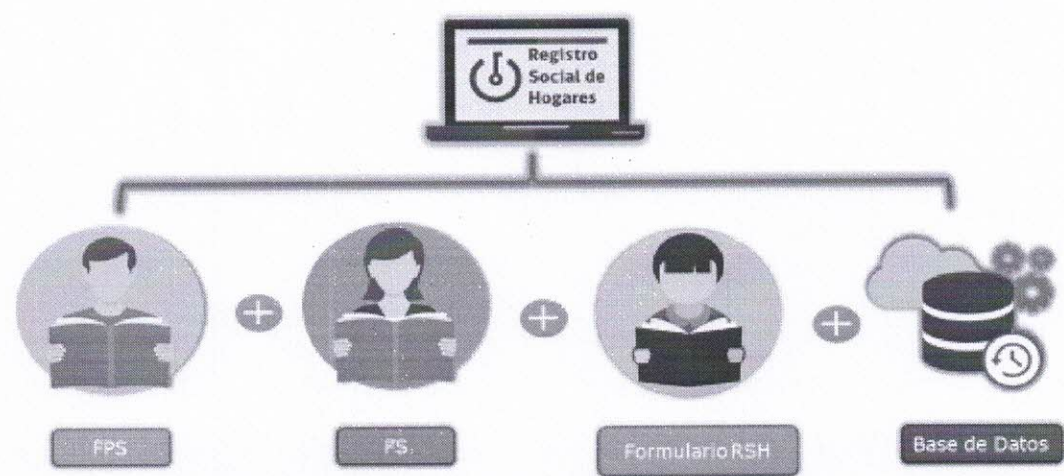 Registro
Social de
Hogares
FPS
FS
Formulario RSH
Base de Datos